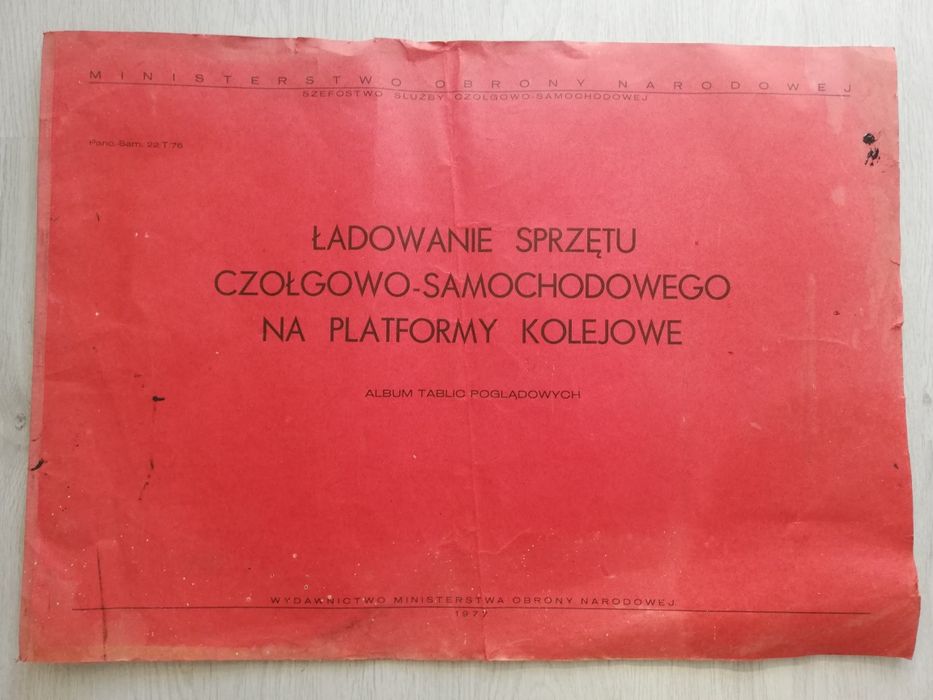 MINISTERSTWO OBRONY NARODOWEJ
SZEFOSTWO SŁUŻBY CZOŁGOWO-SAMOCHODOWEJ
Panc.-Sam. 22 T/76
ŁADOWANIE SPRZĘTU
CZOŁGOWO-SAMOCHODOWEGO
NA PLATFORMY KOLEJOWE
ALBUM TABLIC POGLĄDOWYCH
WYDAWNICTWO MINISTERSTWA OBRONY NARODOWEJ
1977